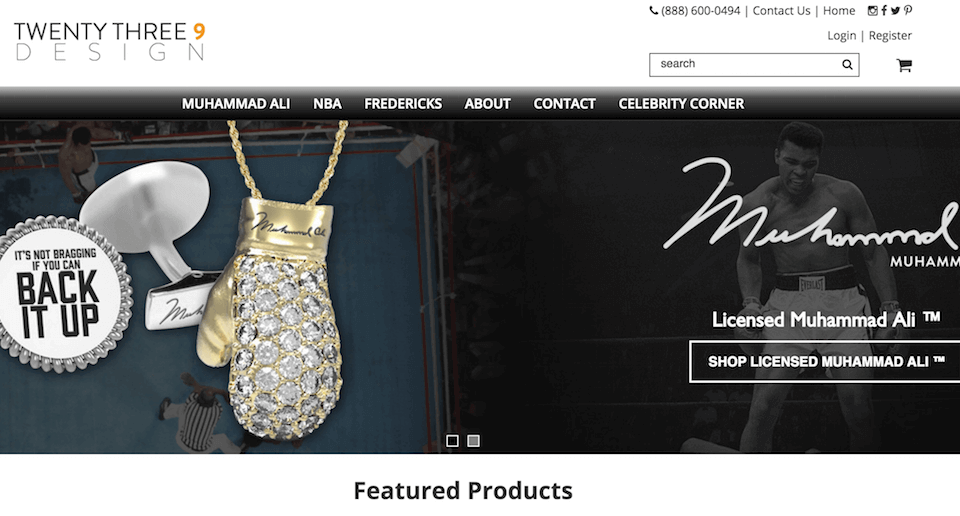 (888) 600-0494 | Contact Us | Home
TWENTY THREE 9
DESIGN
Login | Register
search
MUHAMMAD ALI NBA FREDERICKS ABOUT CONTACT CELEBRITY CORNER
Muhammad Ali
IT'S NOT BRAGGING
IF YOU CAN
BACK
IT UP
Muh
Muhammad
MUHAMM
EVERLAST
Licensed Muhammad Ali ™
SHOP LICENSED MUHAMMAD ALI ™
Featured Products